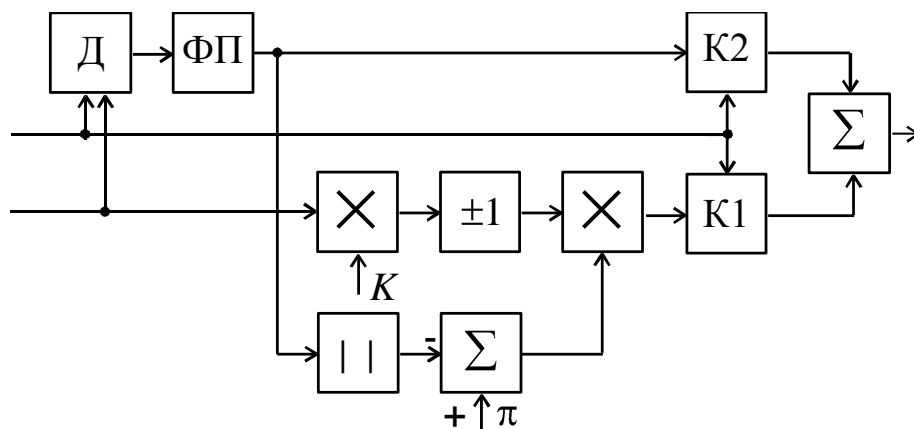 Д
ФП
К2
Σ
×
±1
×
К1
K
| |
-
Σ
+
π